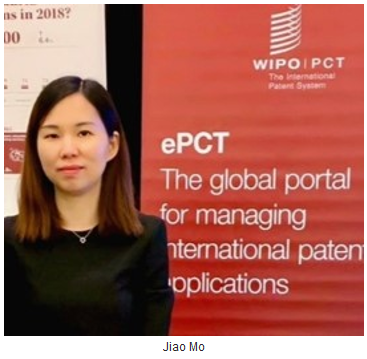 ns in 2018?
00
WIPO | PCT
The International
Patent System
ePCT
The global portal
for managing
nternational paten
pplications
Jiao Mo